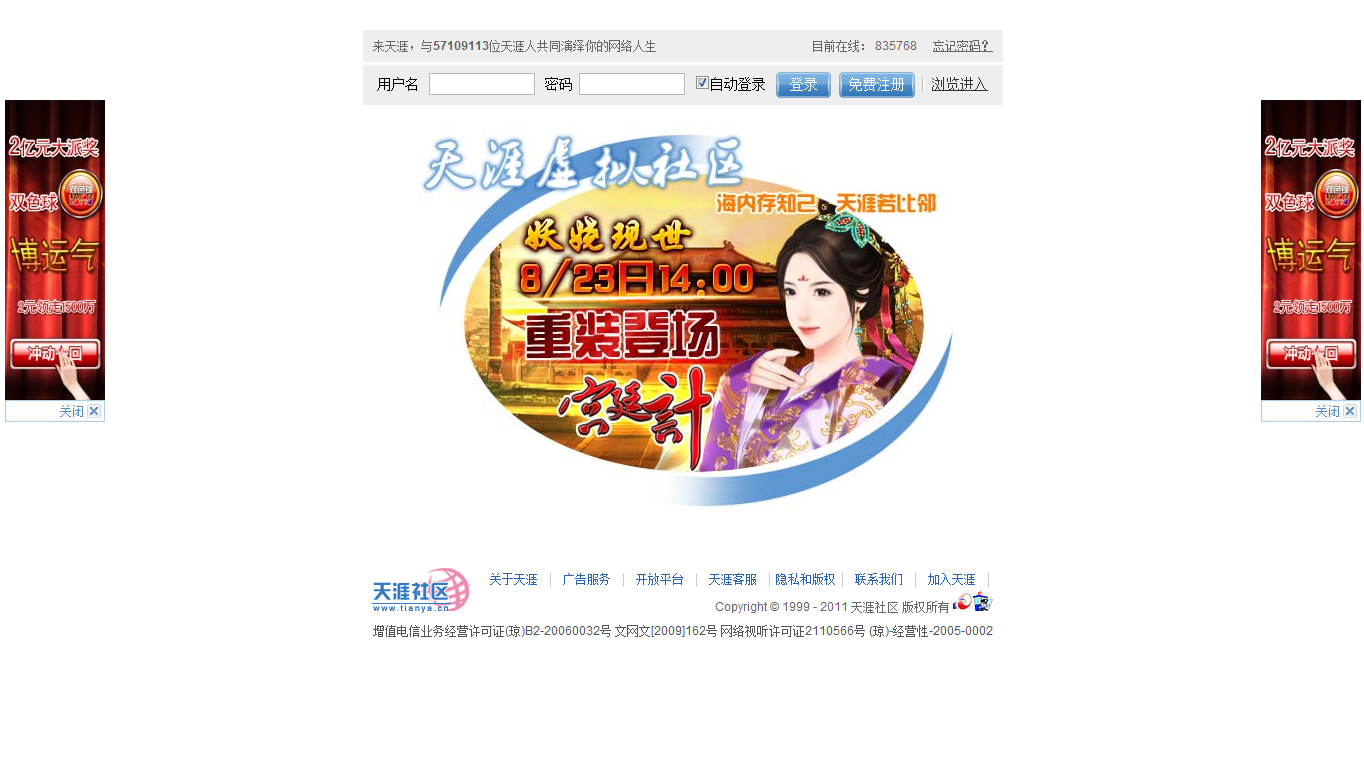 来天涯，与57109113位天涯人共同演绎你的网络人生 目前在线： 835768 忘记密码？
用户名 密码 自动登录 登录 免费注册 浏览进入
天涯虚拟社区
海内存知己 天涯若比邻
妖娆现世
8/23日14:00
重装登场
宫廷計
2亿元大派奖
双色球
双色球
博运气
2元领走1500万
冲动一回
关闭
2亿元大派奖
双色球
双色球
博运气
2元领走1500万
冲动一回
关闭
天涯社区
www.tianya.cn
关于天涯 广告服务 开放平台 天涯客服 隐私和版权 联系我们 加入天涯
Copyright © 1999 - 2011 天涯社区 版权所有
增值电信业务经营许可证(琼)B2-20060032号 文网文[2009]162号 网络视听许可证2110566号 (琼)-经营性-2005-0002